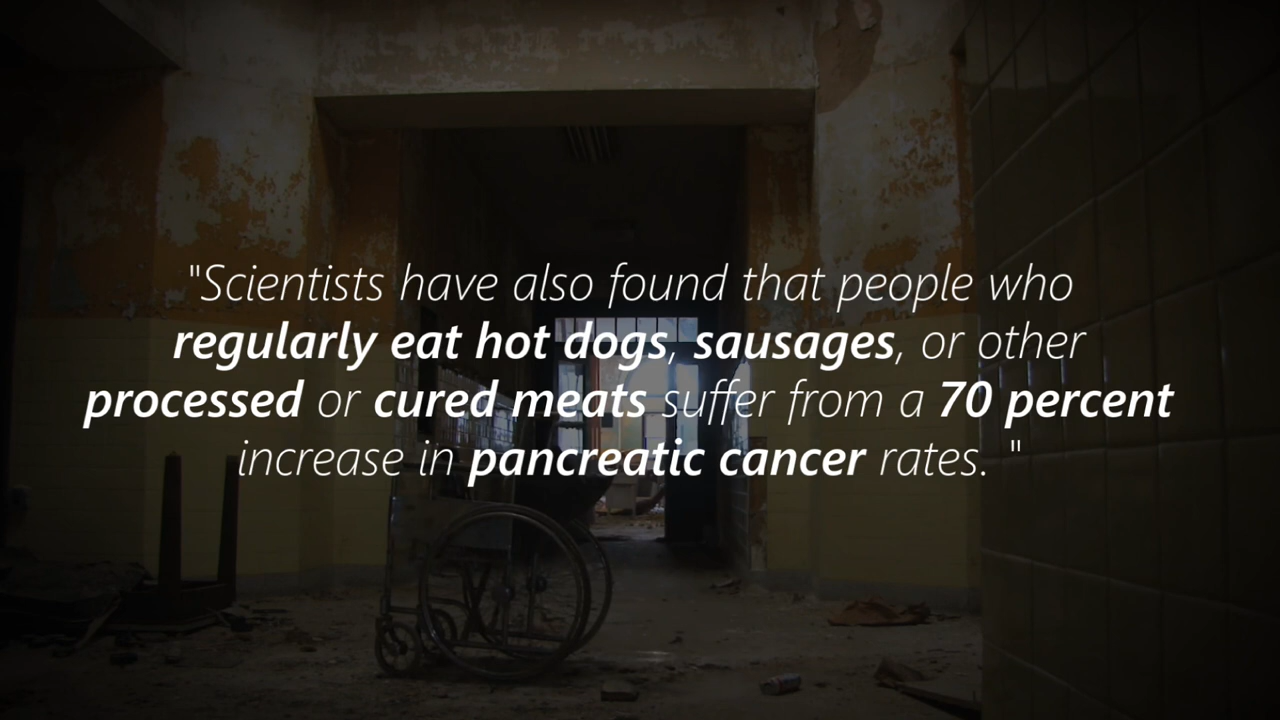 "Scientists have also found that people who
regularly eat hot dogs, sausages, or other
processed or cured meats suffer from a 70 percent
increase in pancreatic cancer rates. "